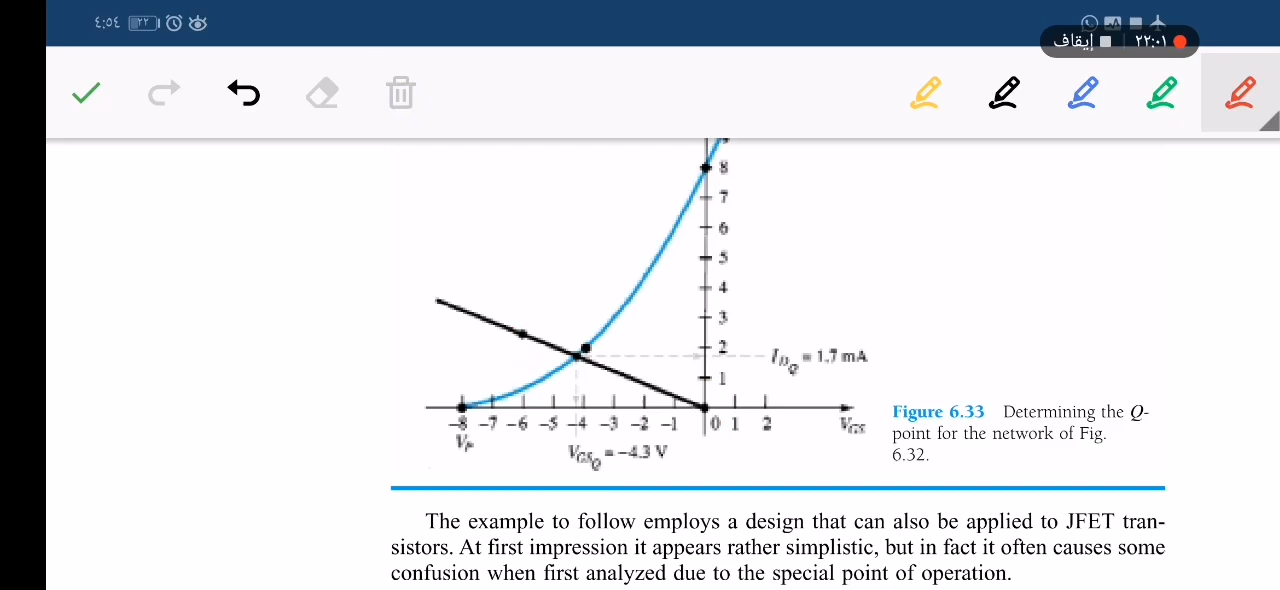 ٤:٥٤ ٢٢
إيقاف ٢٢:٠١
8
7
6
5
4
3
2
1
I_DQ = 1.7 mA
-8 -7 -6 -5 -4 -3 -2 -1 0 1 2 V_GS
V_P
V_GSQ = -4.3 V
Figure 6.33 Determining the Q-
point for the network of Fig.
6.32.
The example to follow employs a design that can also be applied to JFET tran-
sistors. At first impression it appears rather simplistic, but in fact it often causes some
confusion when first analyzed due to the special point of operation.